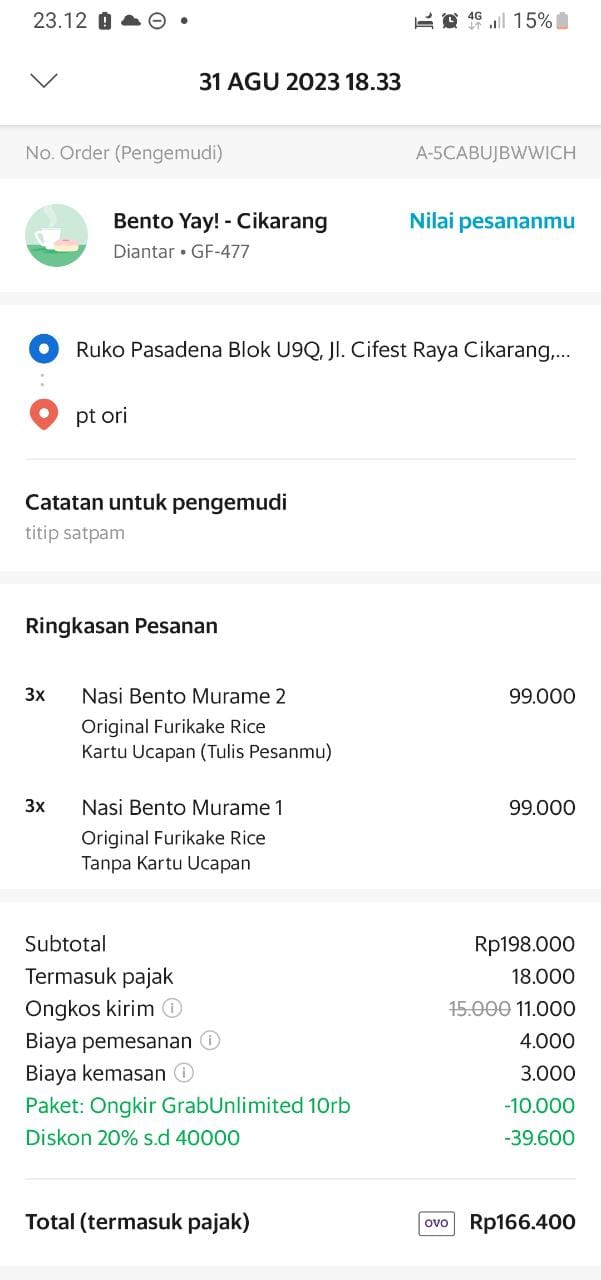 23.12 4G 15%
31 AGU 2023 18.33
No. Order (Pengemudi) A-5CABUJBWWICH
Bento Yay! - Cikarang Nilai pesananmu
Diantar • GF-477
Ruko Pasadena Blok U9Q, Jl. Cifest Raya Cikarang,...
pt ori
Catatan untuk pengemudi
titip satpam
Ringkasan Pesanan
3x Nasi Bento Murame 2 99.000
Original Furikake Rice
Kartu Ucapan (Tulis Pesanmu)
3x Nasi Bento Murame 1 99.000
Original Furikake Rice
Tanpa Kartu Ucapan
Subtotal Rp198.000
Termasuk pajak 18.000
Ongkos kirim 15.000 11.000
Biaya pemesanan 4.000
Biaya kemasan 3.000
Paket: Ongkir GrabUnlimited 10rb -10.000
Diskon 20% s.d 40000 -39.600
Total (termasuk pajak) OVO Rp166.400